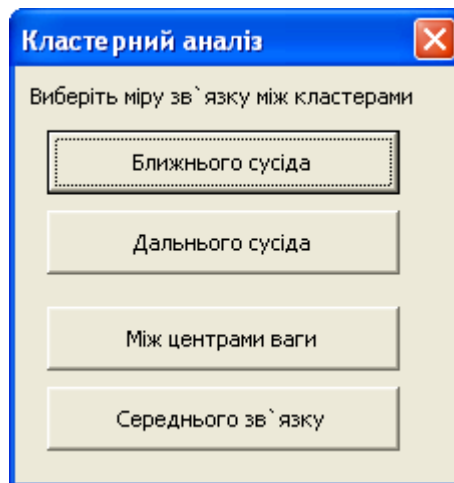 Кластерний аналіз
Виберіть міру зв`язку між кластерами
Ближнього сусіда
Дальнього сусіда
Між центрами ваги
Середнього зв`язку